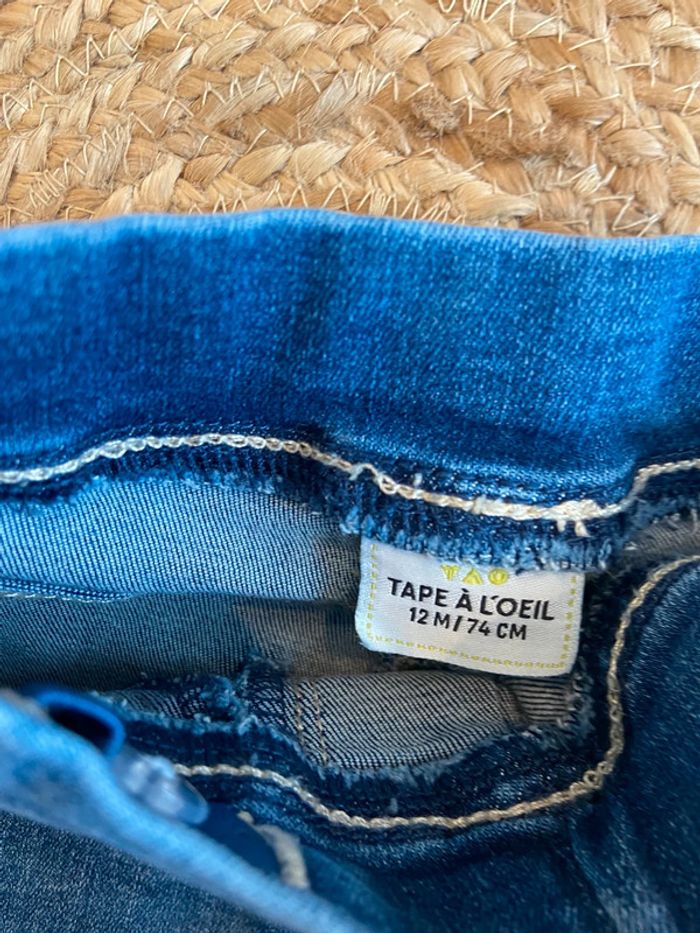 TAO
TAPE À L'OEIL
12 M / 74 CM